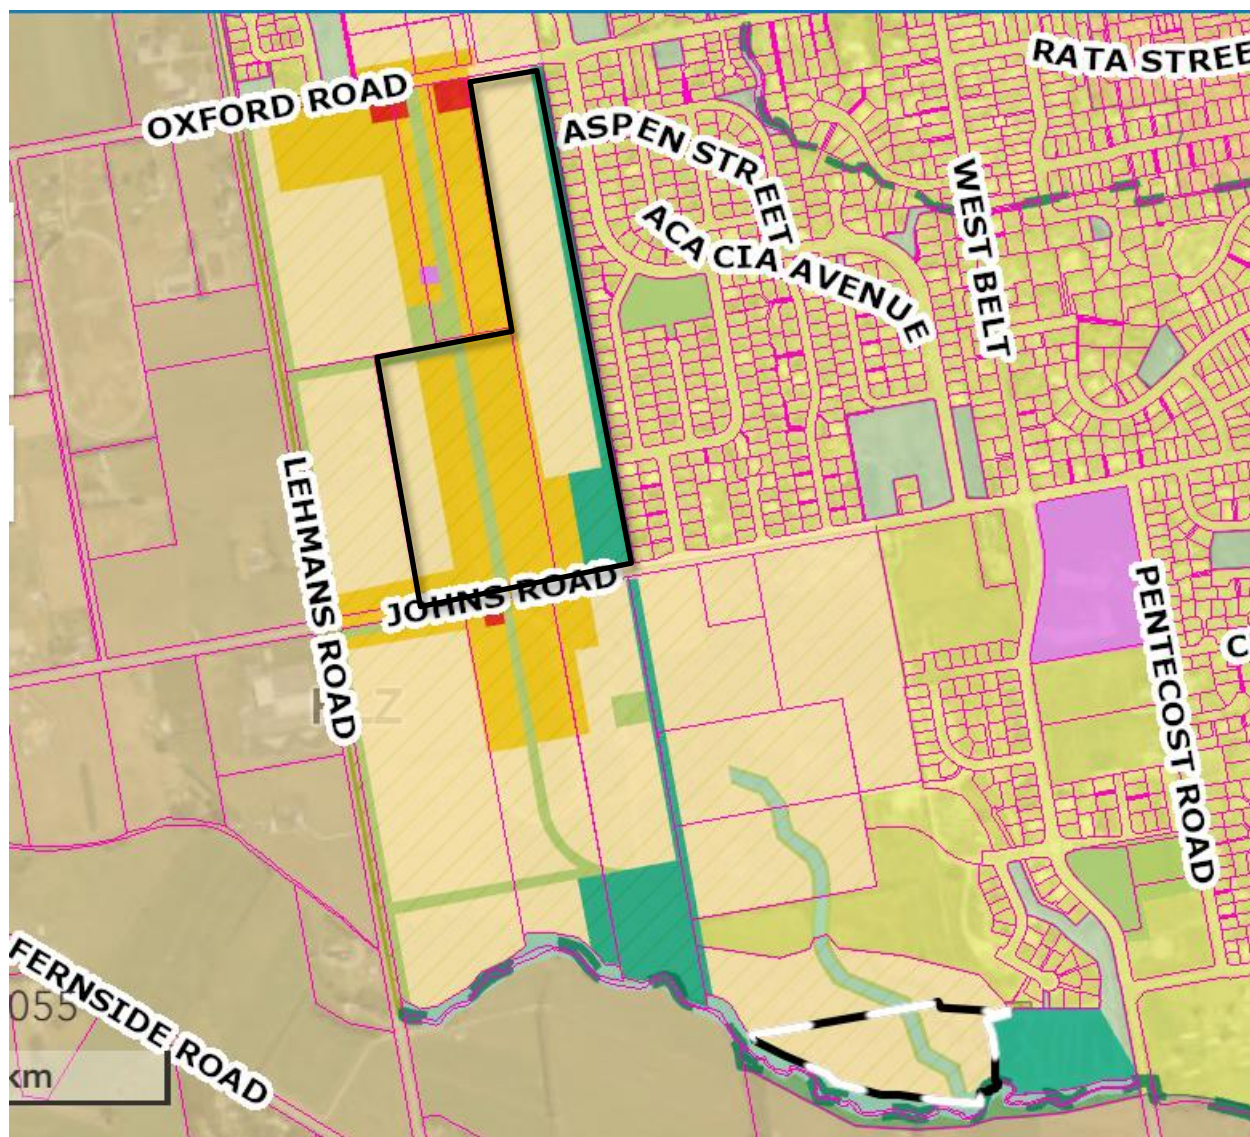 RATA STREE
OXFORD ROAD
ASPEN STREET
WEST BELT
ACACIA AVENUE
LEHMANS ROAD
JOHNS ROAD
PENTECOST ROAD
C
FERNSIDE ROAD
055
km